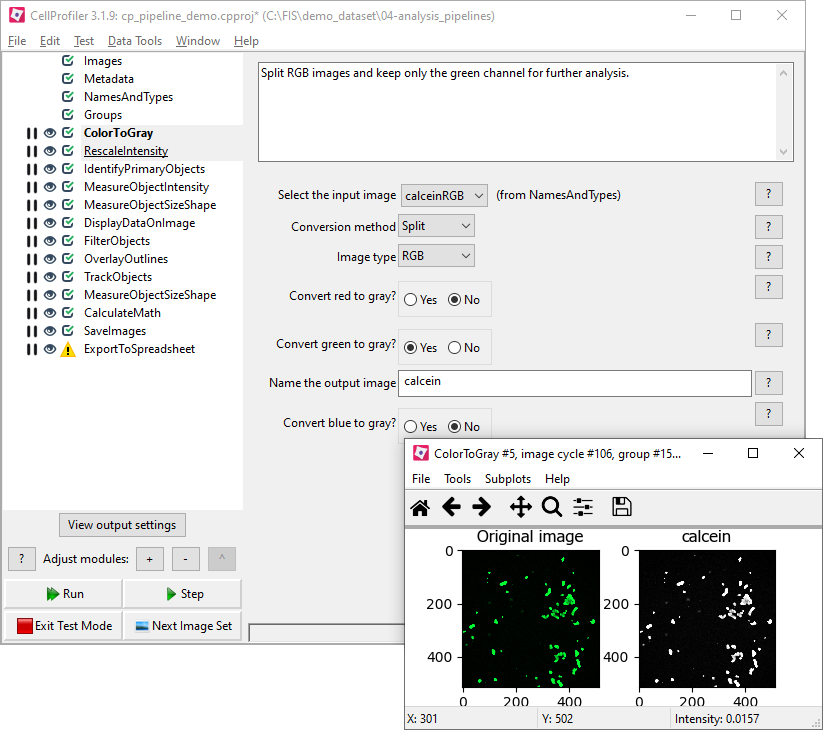 CellProfiler 3.1.9: cp_pipeline_demo.cpproj* (C:\FIS\demo_dataset\04-analysis_pipelines)
File Edit Test Data Tools Window Help
Images
Metadata
NamesAndTypes
Groups
ColorToGray
RescaleIntensity
IdentifyPrimaryObjects
MeasureObjectIntensity
MeasureObjectSizeShape
DisplayDataOnImage
FilterObjects
OverlayOutlines
TrackObjects
MeasureObjectSizeShape
CalculateMath
SaveImages
ExportToSpreadsheet
View output settings
? Adjust modules: + - ^
Run Step
Exit Test Mode Next Image Set
Split RGB images and keep only the green channel for further analysis.
Select the input image calceinRGB (from NamesAndTypes) ?
Conversion method Split ?
Image type RGB ?
Convert red to gray? Yes No ?
Convert green to gray? Yes No ?
Name the output image calcein ?
Convert blue to gray? Yes No ?
ColorToGray #5, image cycle #106, group #15...
File Tools Subplots Help
Original image calcein
0 0
200 200
400 400
0 200 400 0 200 400
X: 301 Y: 502 Intensity: 0.0157